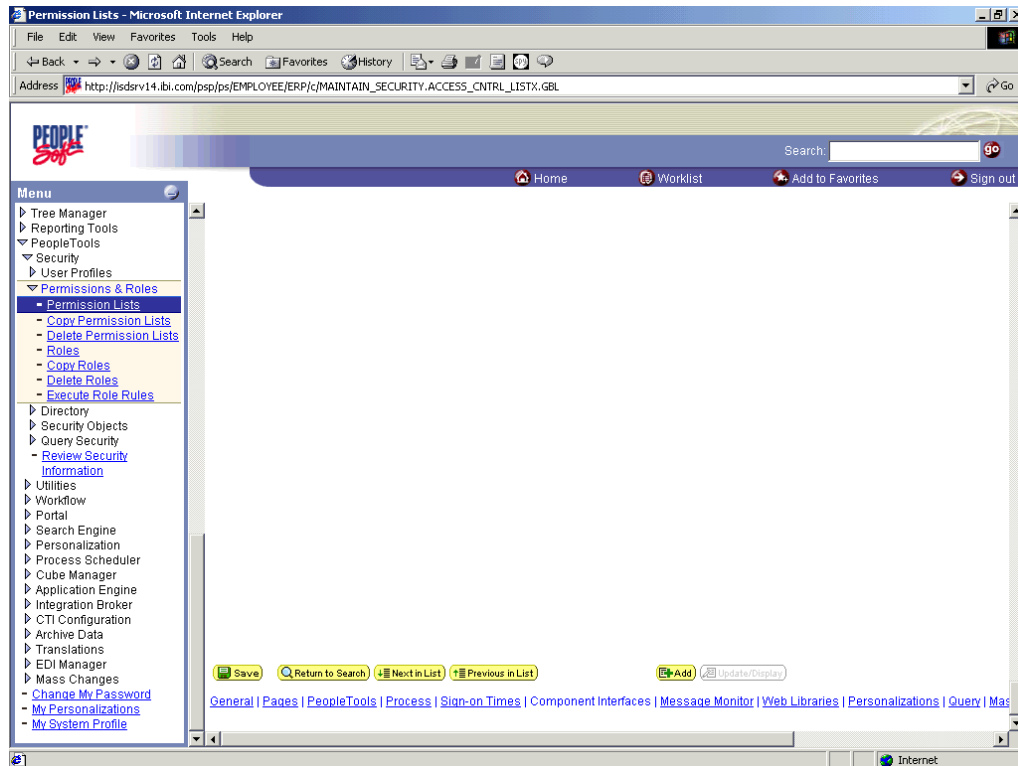 Permission Lists - Microsoft Internet Explorer
File Edit View Favorites Tools Help
Back Search Favorites History
Address http://isdsrv14.ibi.com/psp/ps/EMPLOYEE/ERP/c/MAINTAIN_SECURITY.ACCESS_CNTRL_LISTX.GBL Go
PEOPLE
Soft
Search: go
Home Worklist Add to Favorites Sign out
Menu
Tree Manager
Reporting Tools
PeopleTools
Security
User Profiles
Permissions & Roles
- Permission Lists
- Copy Permission Lists
- Delete Permission Lists
- Roles
- Copy Roles
- Delete Roles
- Execute Role Rules
Directory
Security Objects
Query Security
- Review Security
Information
Utilities
Workflow
Portal
Search Engine
Personalization
Process Scheduler
Cube Manager
Application Engine
Integration Broker
CTI Configuration
Archive Data
Translations
EDI Manager
Mass Changes
- Change My Password
- My Personalizations
- My System Profile
Save Return to Search Next in List Previous in List Add Update/Display
General | Pages | PeopleTools | Process | Sign-on Times | Component Interfaces | Message Monitor | Web Libraries | Personalizations | Query | Mas
Internet